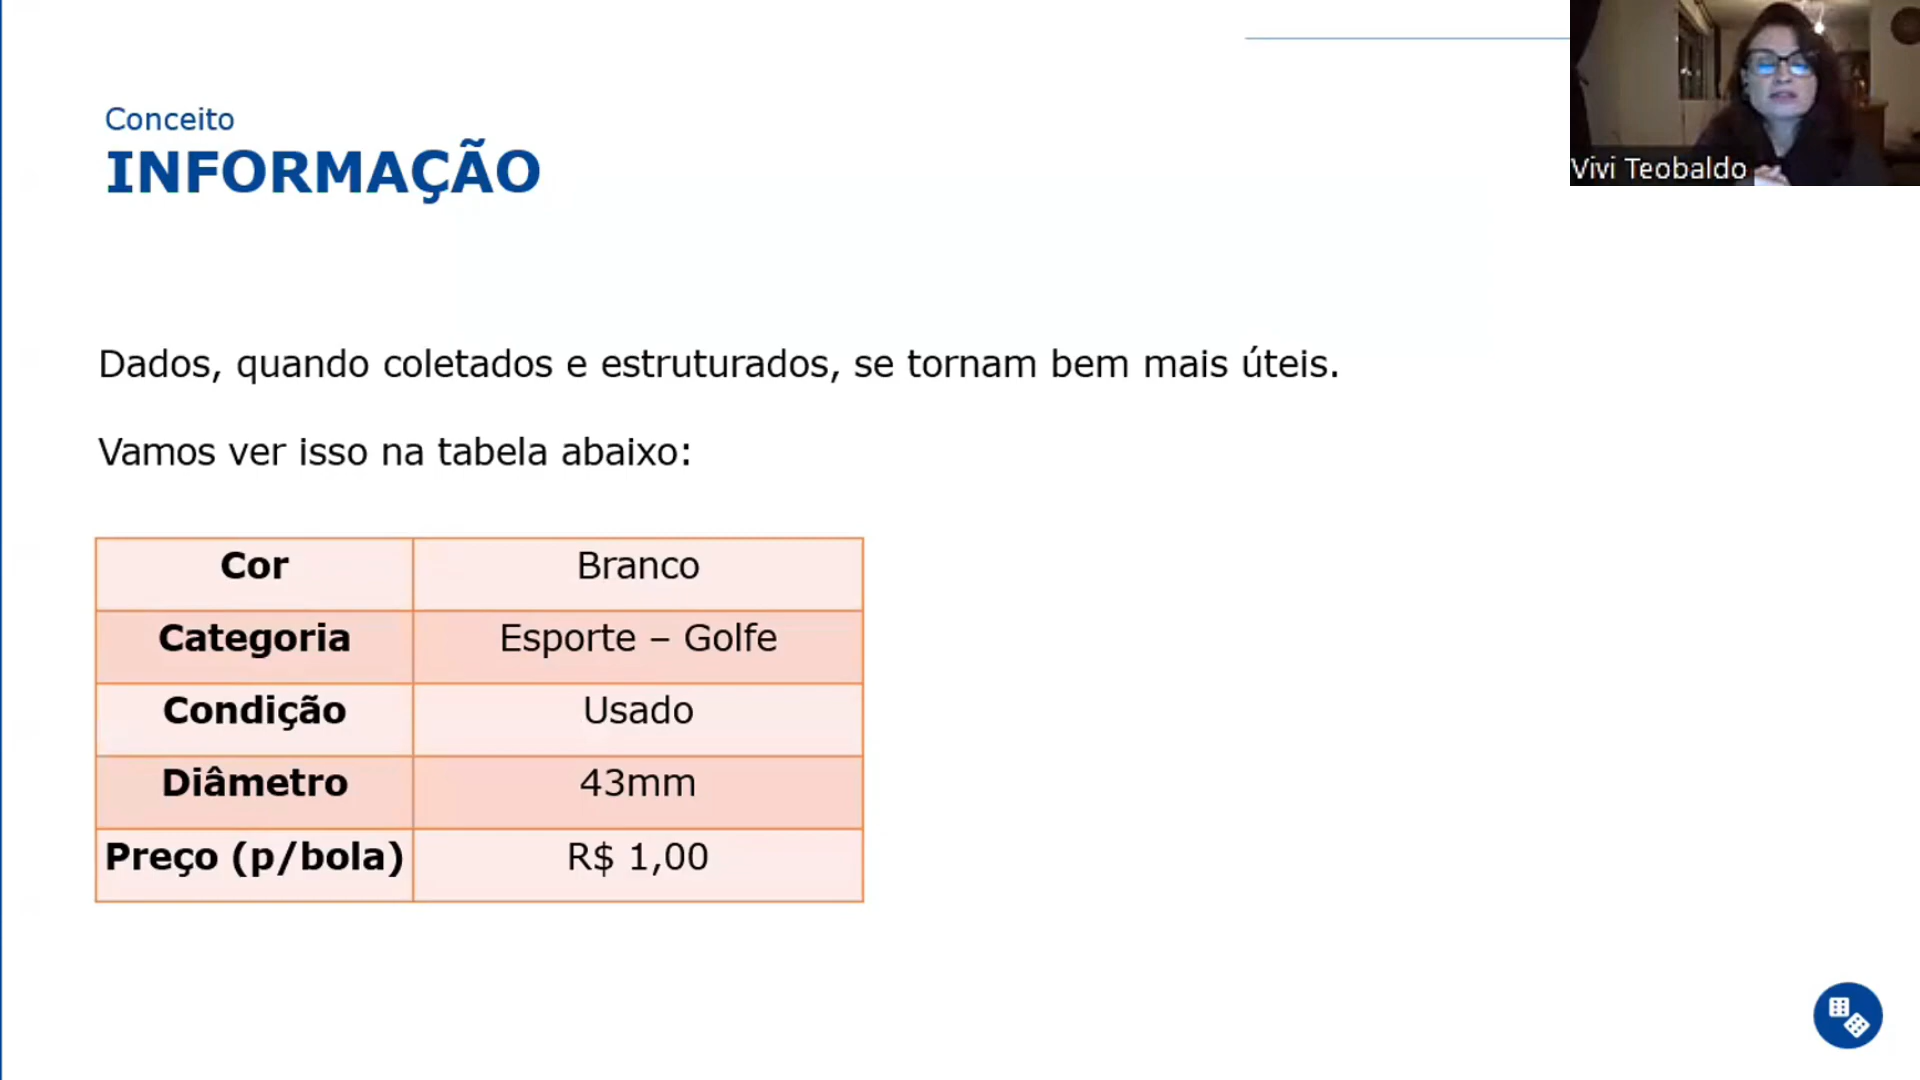 Conceito
INFORMAÇÃO
Vivi Teobaldo
Dados, quando coletados e estruturados, se tornam bem mais úteis.
Vamos ver isso na tabela abaixo:
Cor Branco
Categoria Esporte – Golfe
Condição Usado
Diâmetro 43mm
Preço (p/bola) R$ 1,00